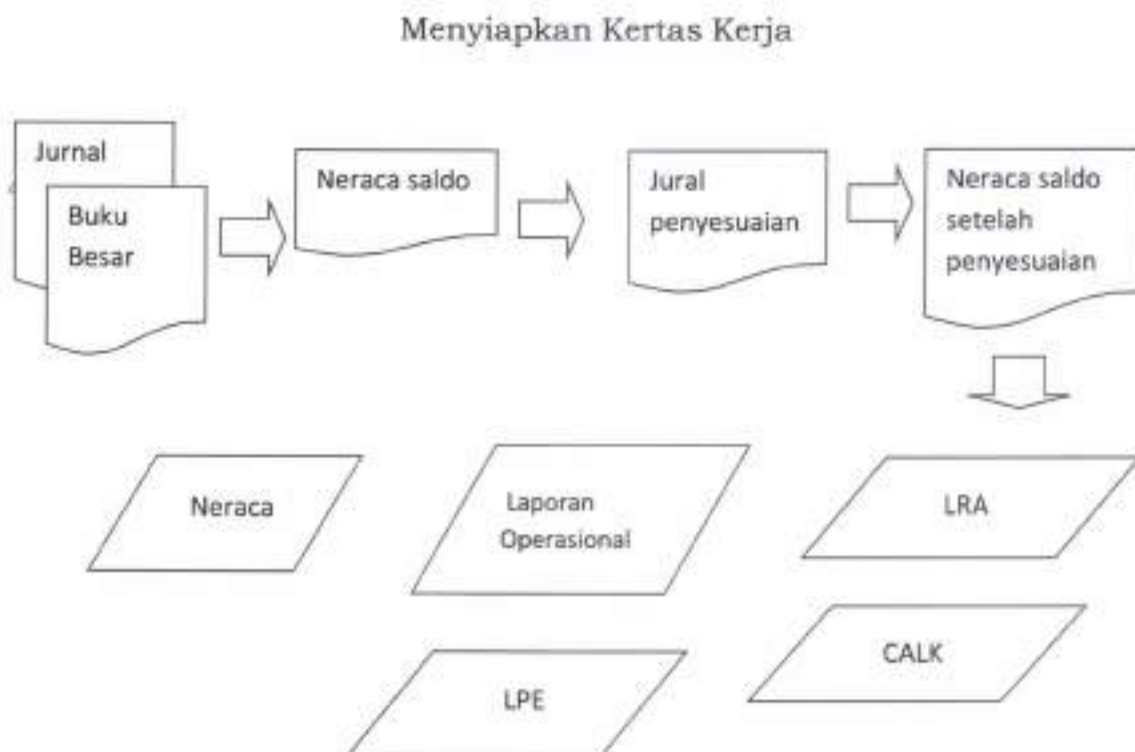 Menyiapkan Kertas Kerja
Jurnal
Buku
Besar
Neraca saldo
Jural
penyesuaian
Neraca saldo
setelah
penyesuaian
Neraca
Laporan
Operasional
LRA
LPE
CALK